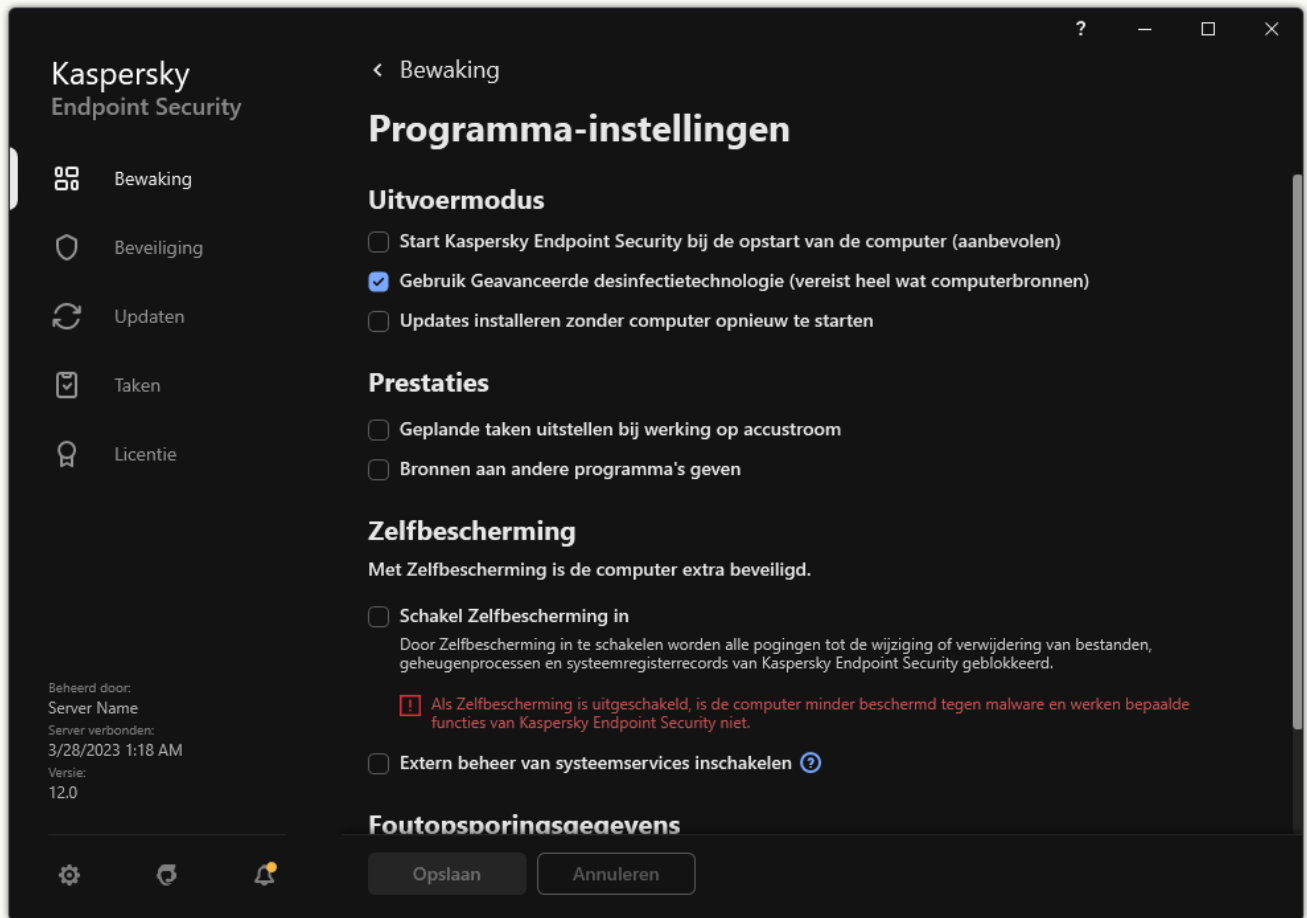 ?
Kaspersky
Endpoint Security
Bewaking
Beveiliging
Updaten
Taken
Licentie
Beheerd door:
Server Name
Server verbonden:
3/28/2023 1:18 AM
Versie:
12.0
Bewaking
Programma-instellingen
Uitvoermodus
Start Kaspersky Endpoint Security bij de opstart van de computer (aanbevolen)
Gebruik Geavanceerde desinfectietechnologie (vereist heel wat computerbronnen)
Updates installeren zonder computer opnieuw te starten
Prestaties
Geplande taken uitstellen bij werking op accustroom
Bronnen aan andere programma's geven
Zelfbescherming
Met Zelfbescherming is de computer extra beveiligd.
Schakel Zelfbescherming in
Door Zelfbescherming in te schakelen worden alle pogingen tot de wijziging of verwijdering van bestanden,
geheugenprocessen en systeemregisterrecords van Kaspersky Endpoint Security geblokkeerd.
Als Zelfbescherming is uitgeschakeld, is de computer minder beschermd tegen malware en werken bepaalde
functies van Kaspersky Endpoint Security niet.
Extern beheer van systeemservices inschakelen ?
Foutopsporingsgegevens
Opslaan
Annuleren